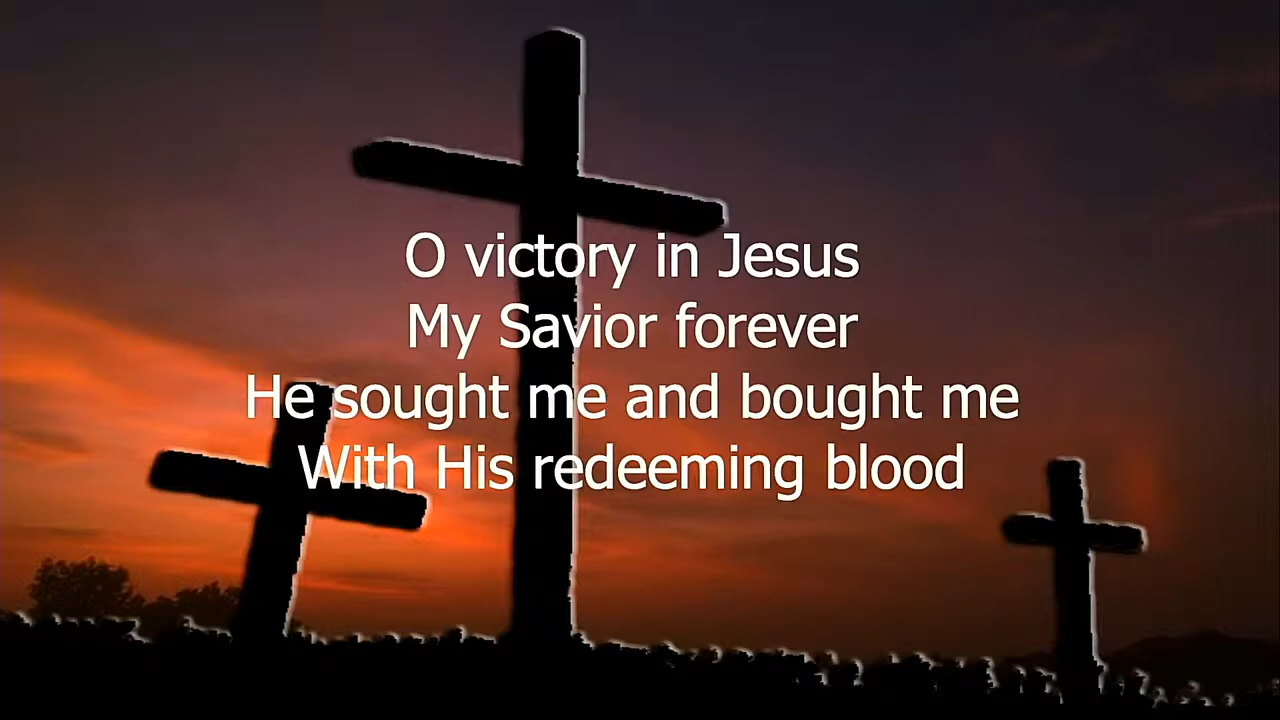 O victory in Jesus
My Savior forever
He sought me and bought me
With His redeeming blood